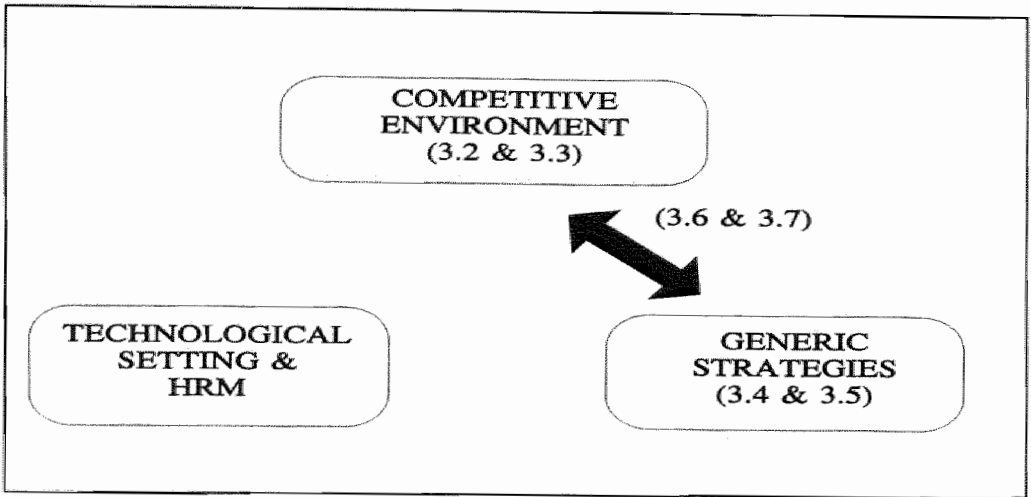 COMPETITIVE
ENVIRONMENT
(3.2 & 3.3)
(3.6 & 3.7)
TECHNOLOGICAL
SETTING &
HRM
GENERIC
STRATEGIES
(3.4 & 3.5)